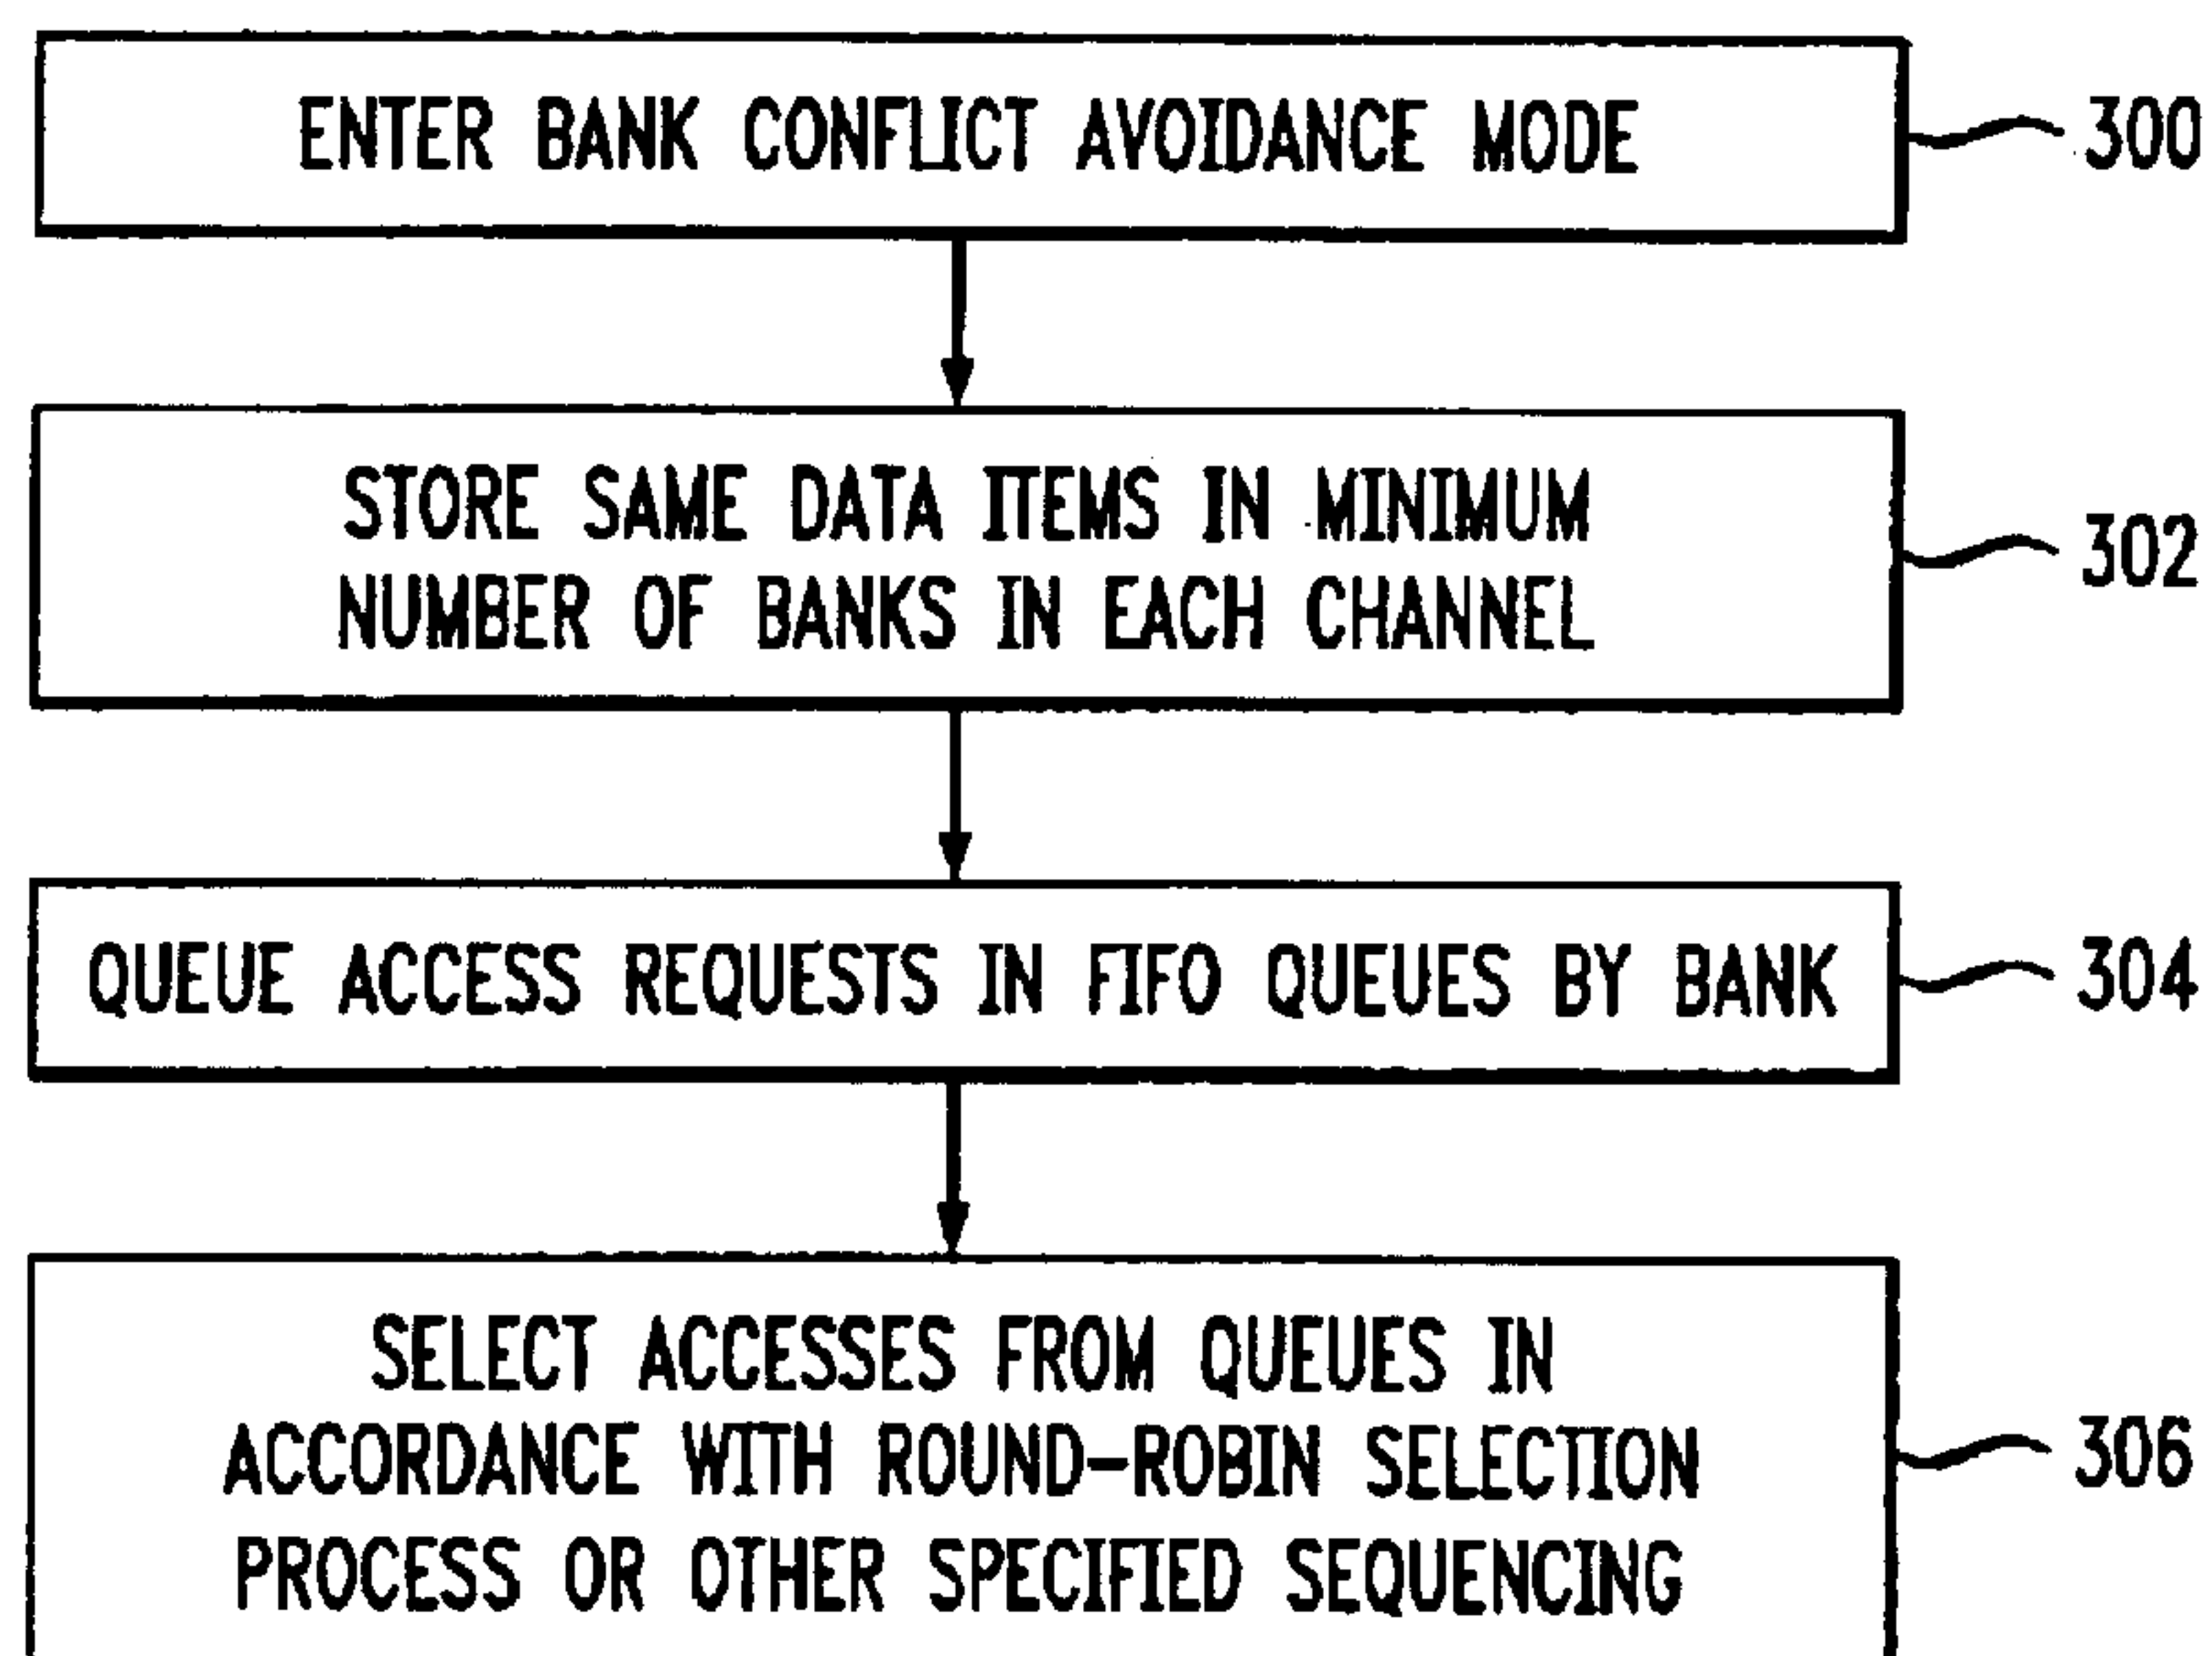 ENTER BANK CONFLICT AVOIDANCE MODE
300
STORE SAME DATA ITEMS IN MINIMUM
NUMBER OF BANKS IN EACH CHANNEL
302
QUEUE ACCESS REQUESTS IN FIFO QUEUES BY BANK
304
SELECT ACCESSES FROM QUEUES IN
ACCORDANCE WITH ROUND-ROBIN SELECTION
PROCESS OR OTHER SPECIFIED SEQUENCING
306